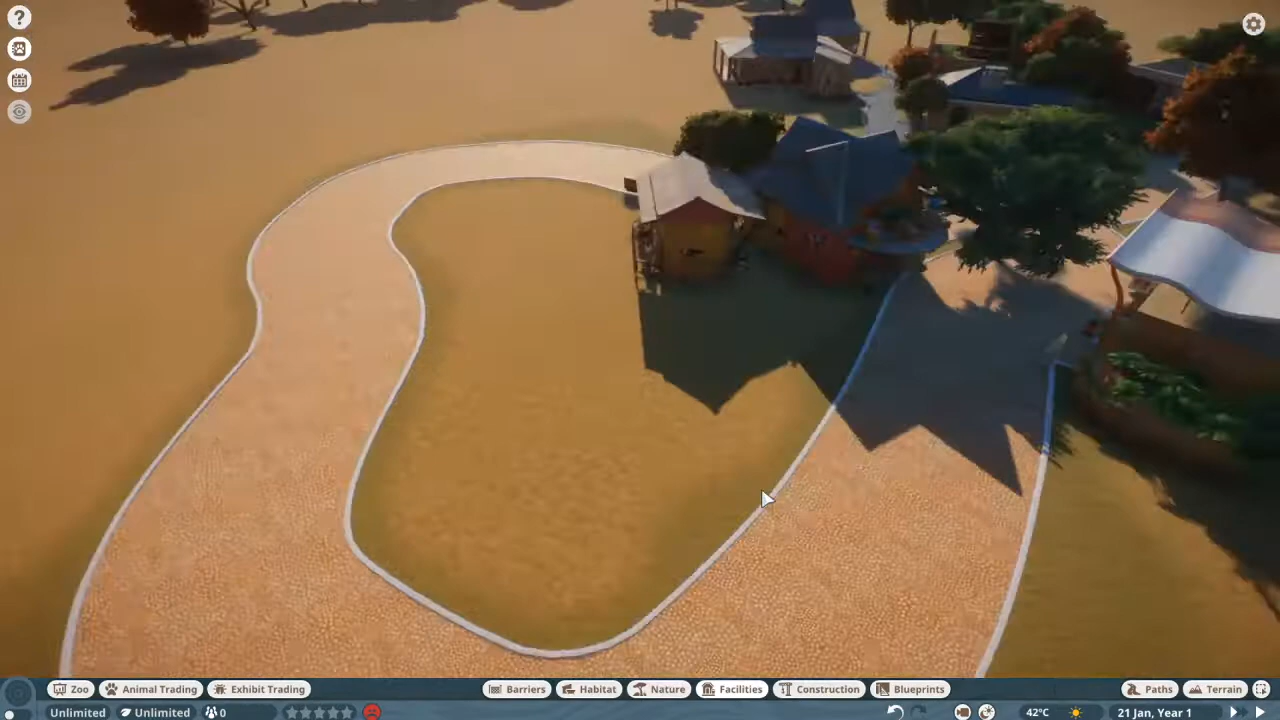 ?
Zoo Animal Trading Exhibit Trading Barriers Habitat Nature Facilities Construction Blueprints Paths Terrain
Unlimited Unlimited 0 42°C 21 Jan, Year 1